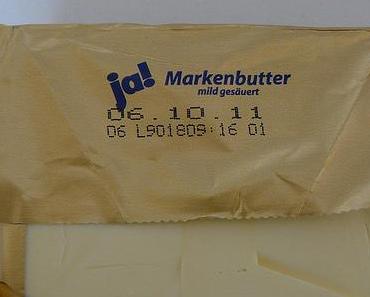 ja! Markenbutter
mild gesäuert
06.10.11
06 L901809:16 01